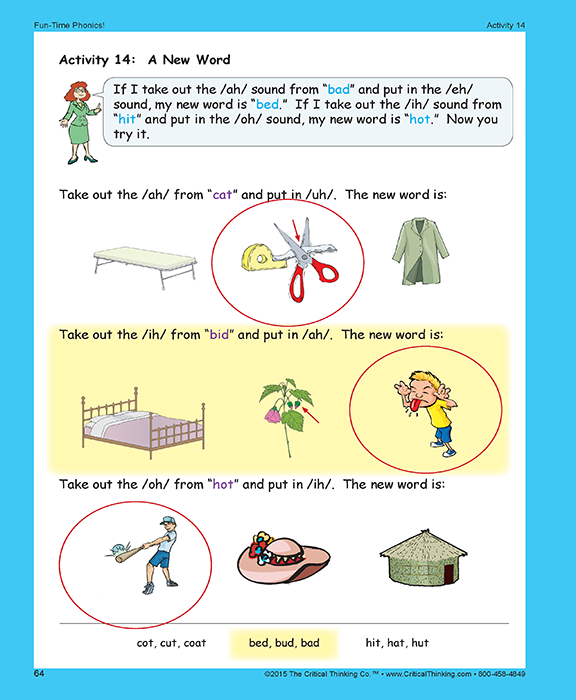 Fun-Time Phonics!
Activity 14
Activity 14:  A New Word
If I take out the /ah/ sound from “bad” and put in the /eh/
sound, my new word is “bed.”  If I take out the /ih/ sound from
“hit” and put in the /oh/ sound, my new word is “hot.”  Now you
try it.
Take out the /ah/ from “cat” and put in /uh/.  The new word is:
Take out the /ih/ from “bid” and put in /ah/.  The new word is:
Take out the /oh/ from “hot” and put in /ih/.  The new word is:
cot, cut, coat
bed, bud, bad
hit, hat, hut
64
©2015 The Critical Thinking Co.™ • www.CriticalThinking.com • 800-458-4849